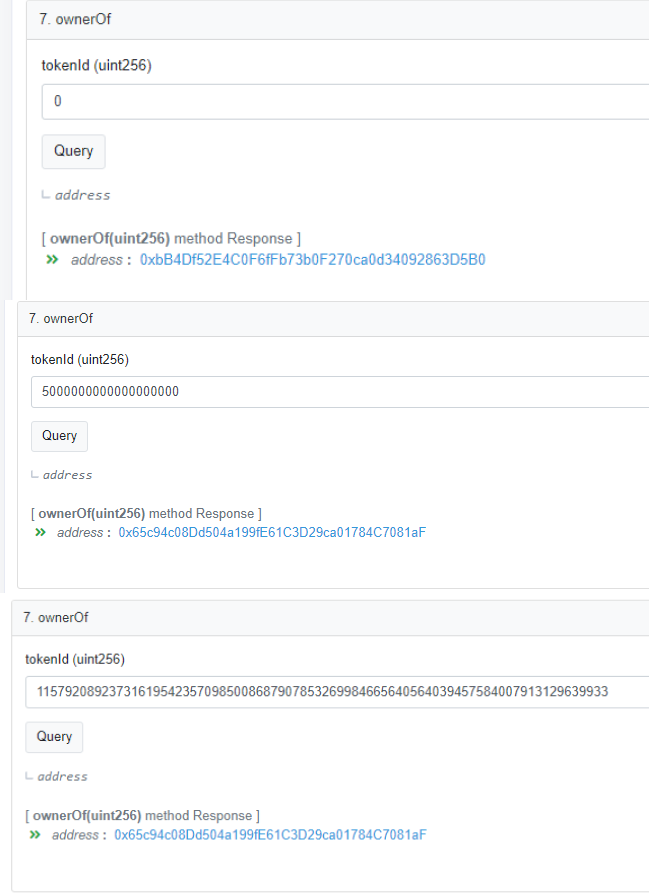 7. ownerOf
tokenId (uint256)
0
Query
address
[ ownerOf(uint256) method Response ]
address : 0xbB4Df52E4C0F6fFb73b0F270ca0d34092863D5B0
7. ownerOf
tokenId (uint256)
5000000000000000000
Query
address
[ ownerOf(uint256) method Response ]
address : 0x65c94c08Dd504a199fE61C3D29ca01784C7081aF
7. ownerOf
tokenId (uint256)
115792089237316195423570985008687907853269984665640564039457584007913129639933
Query
address
[ ownerOf(uint256) method Response ]
address : 0x65c94c08Dd504a199fE61C3D29ca01784C7081aF